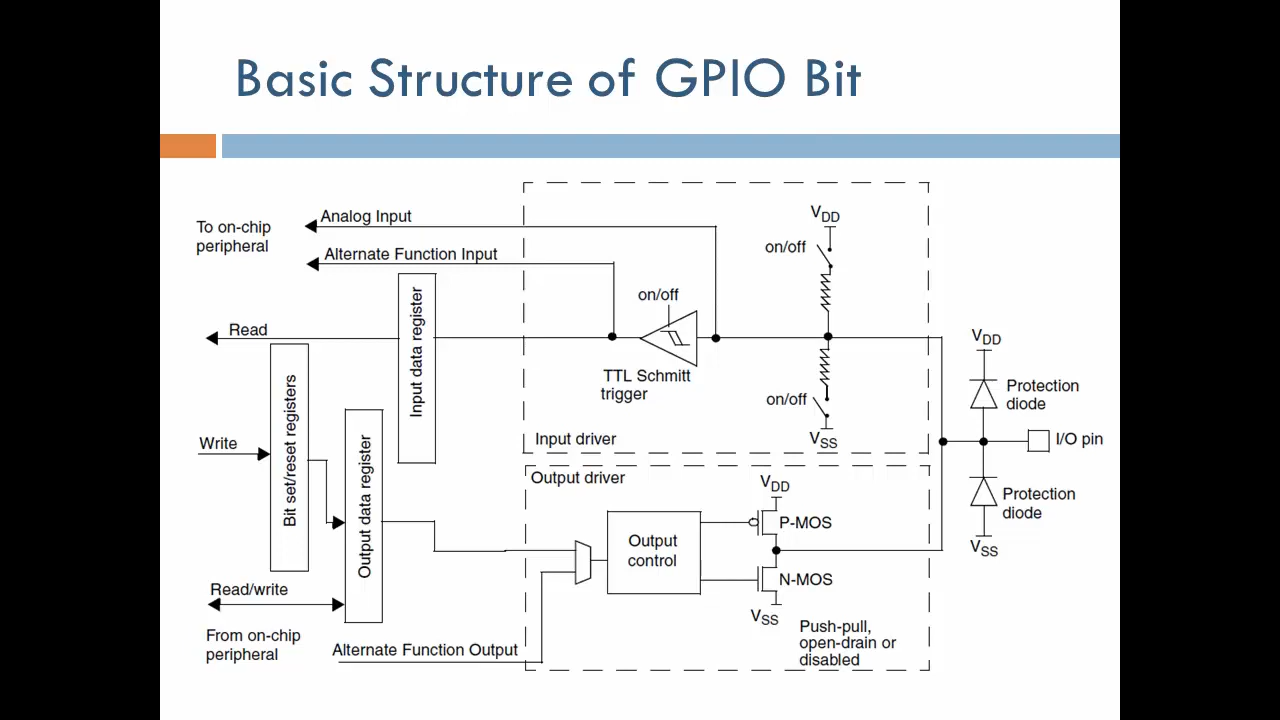 Basic Structure of GPIO Bit
To on-chip
peripheral
Analog Input
Alternate Function Input
Read
Input data register
on/off
TTL Schmitt
trigger
VDD
on/off
on/off
VSS
Input driver
VDD
Protection
diode
I/O pin
Protection
diode
VSS
Write
Bit set/reset registers
Output data register
Read/write
From on-chip
peripheral
Alternate Function Output
Output driver
Output
control
VDD
P-MOS
N-MOS
VSS
Push-pull,
open-drain or
disabled